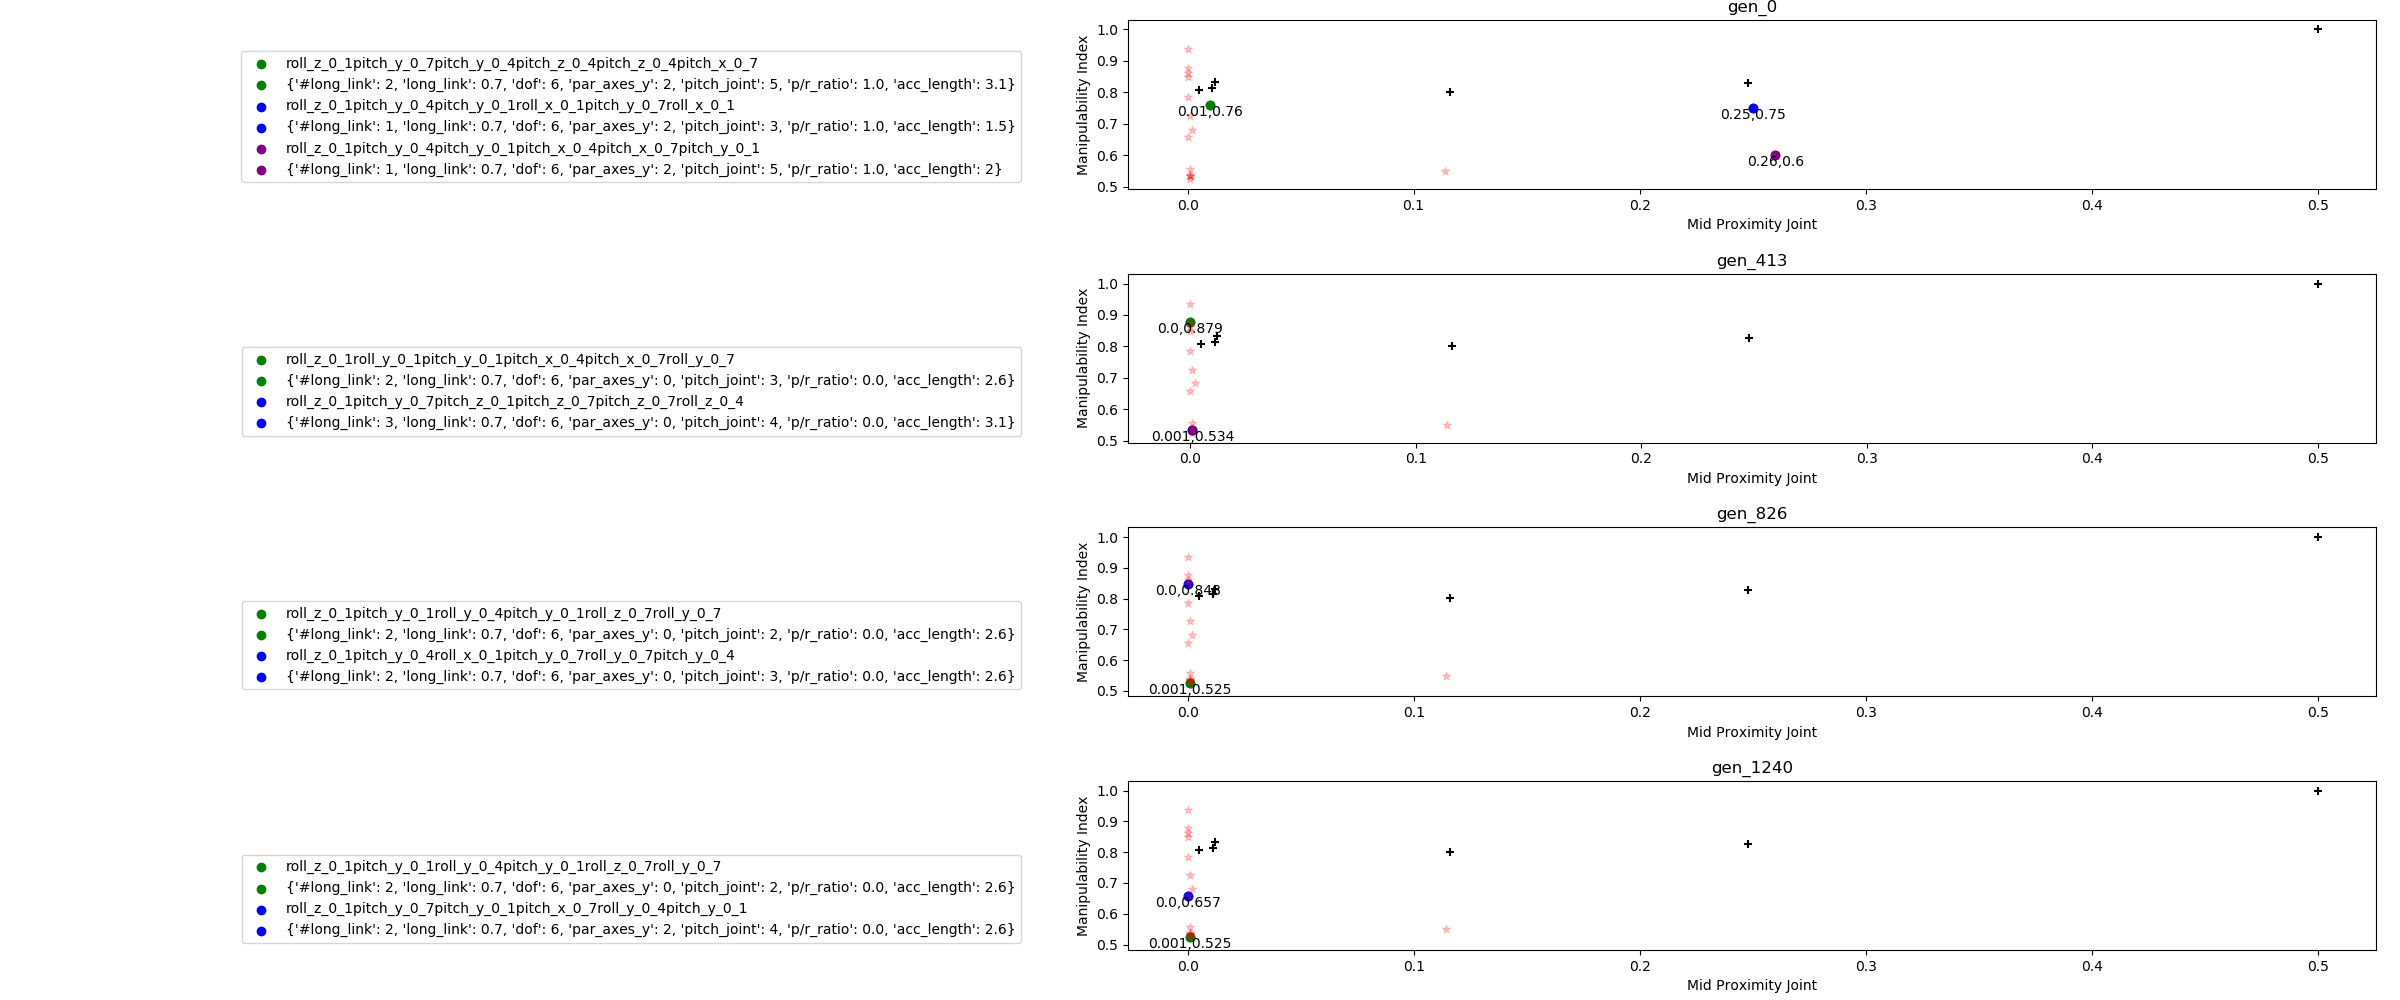 gen_0
roll_z_0_1pitch_y_0_7pitch_y_0_4pitch_z_0_4pitch_z_0_4pitch_x_0_7
{'#long_link': 2, 'long_link': 0.7, 'dof': 6, 'par_axes_y': 2, 'pitch_joint': 5, 'p/r_ratio': 1.0, 'acc_length': 3.1}
roll_z_0_1pitch_y_0_4pitch_y_0_1roll_x_0_1pitch_y_0_7roll_x_0_1
{'#long_link': 1, 'long_link': 0.7, 'dof': 6, 'par_axes_y': 2, 'pitch_joint': 3, 'p/r_ratio': 1.0, 'acc_length': 1.5}
roll_z_0_1pitch_y_0_4pitch_y_0_1pitch_x_0_4pitch_x_0_7pitch_y_0_1
{'#long_link': 1, 'long_link': 0.7, 'dof': 6, 'par_axes_y': 2, 'pitch_joint': 5, 'p/r_ratio': 1.0, 'acc_length': 2}
Manipulability Index
1.0
0.9
0.8
0.7
0.6
0.5
0.01,0.76
0.25,0.75
0.26,0.6
0.0 0.1 0.2 0.3 0.4 0.5
Mid Proximity Joint
gen_413
roll_z_0_1roll_y_0_1pitch_y_0_1pitch_x_0_4pitch_x_0_7roll_y_0_7
{'#long_link': 2, 'long_link': 0.7, 'dof': 6, 'par_axes_y': 0, 'pitch_joint': 3, 'p/r_ratio': 0.0, 'acc_length': 2.6}
roll_z_0_1pitch_y_0_7pitch_z_0_1pitch_z_0_7pitch_z_0_7roll_z_0_4
{'#long_link': 3, 'long_link': 0.7, 'dof': 6, 'par_axes_y': 0, 'pitch_joint': 4, 'p/r_ratio': 0.0, 'acc_length': 3.1}
Manipulability Index
1.0
0.9
0.8
0.7
0.6
0.5
0.0,0.879
0.001,0.534
0.0 0.1 0.2 0.3 0.4 0.5
Mid Proximity Joint
gen_826
roll_z_0_1pitch_y_0_1roll_y_0_4pitch_y_0_1roll_z_0_7roll_y_0_7
{'#long_link': 2, 'long_link': 0.7, 'dof': 6, 'par_axes_y': 0, 'pitch_joint': 2, 'p/r_ratio': 0.0, 'acc_length': 2.6}
roll_z_0_1pitch_y_0_4roll_x_0_1pitch_y_0_7roll_y_0_7pitch_y_0_4
{'#long_link': 2, 'long_link': 0.7, 'dof': 6, 'par_axes_y': 0, 'pitch_joint': 3, 'p/r_ratio': 0.0, 'acc_length': 2.6}
Manipulability Index
1.0
0.9
0.8
0.7
0.6
0.5
0.001,0.525
0.0 0.1 0.2 0.3 0.4 0.5
Mid Proximity Joint
gen_1240
roll_z_0_1pitch_y_0_1roll_y_0_4pitch_y_0_1roll_z_0_7roll_y_0_7
{'#long_link': 2, 'long_link': 0.7, 'dof': 6, 'par_axes_y': 0, 'pitch_joint': 2, 'p/r_ratio': 0.0, 'acc_length': 2.6}
roll_z_0_1pitch_y_0_7pitch_y_0_1pitch_x_0_7roll_y_0_4pitch_y_0_1
{'#long_link': 2, 'long_link': 0.7, 'dof': 6, 'par_axes_y': 2, 'pitch_joint': 4, 'p/r_ratio': 0.0, 'acc_length': 2.6}
Manipulability Index
1.0
0.9
0.8
0.7
0.6
0.5
0.0,0.657
0.001,0.525
0.0 0.1 0.2 0.3 0.4 0.5
Mid Proximity Joint